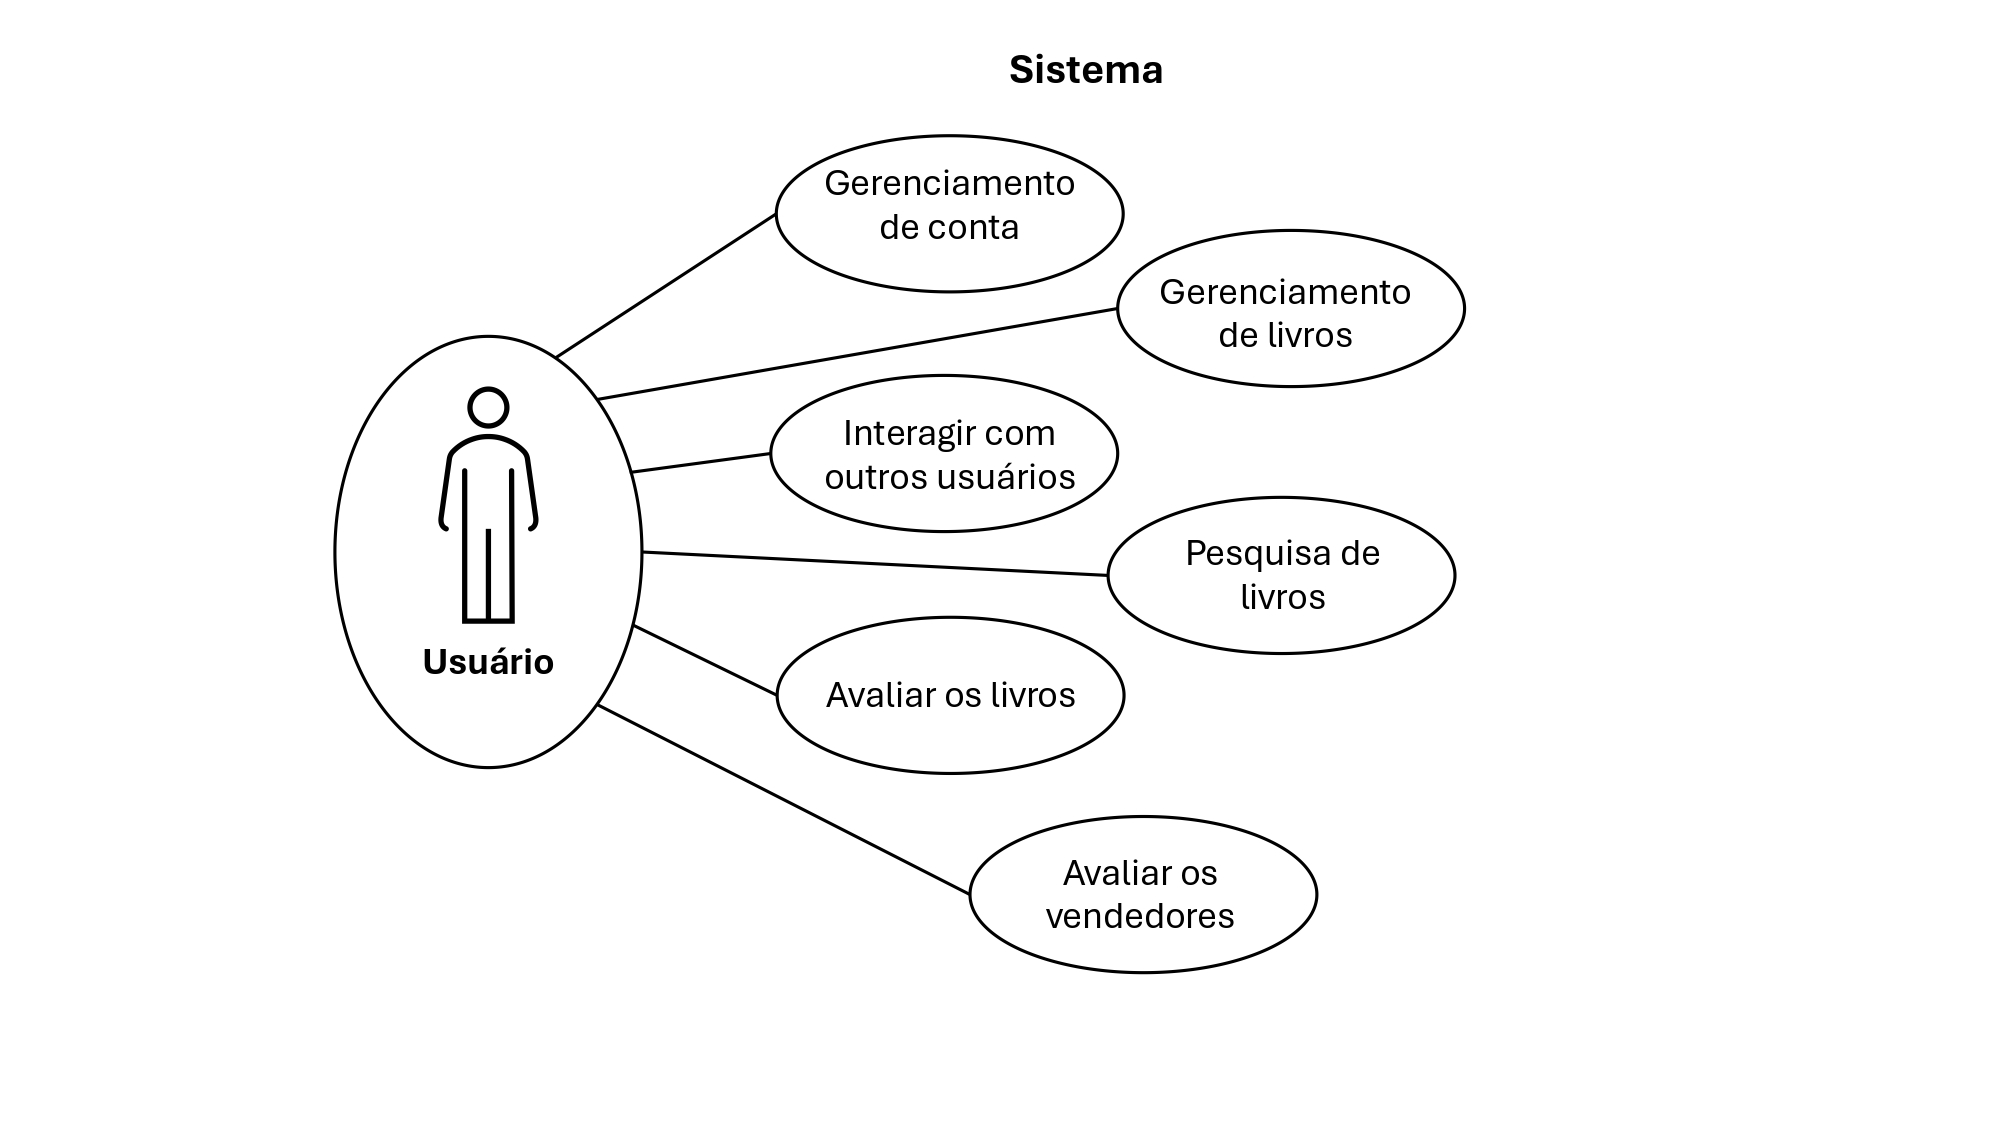 Sistema
Gerenciamento
de conta
Gerenciamento
de livros
Interagir com
outros usuários
Pesquisa de
livros
Usuário
Avaliar os livros
Avaliar os
vendedores